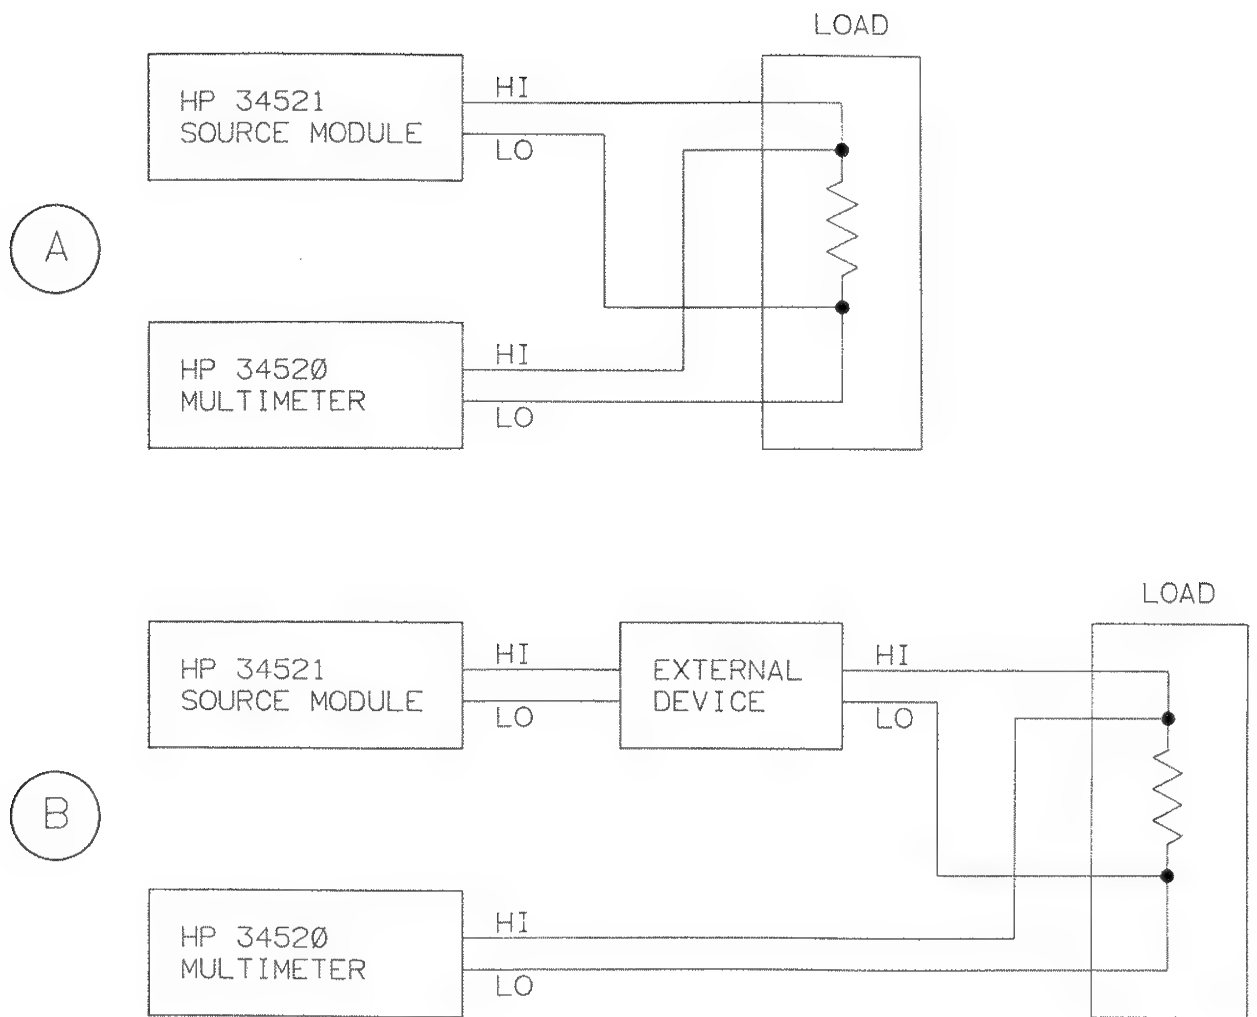 LOAD
HP 34521
SOURCE MODULE
HI
LO
A
HP 34520
MULTIMETER
HI
LO
LOAD
HP 34521
SOURCE MODULE
HI
LO
EXTERNAL
DEVICE
HI
LO
B
HP 34520
MULTIMETER
HI
LO